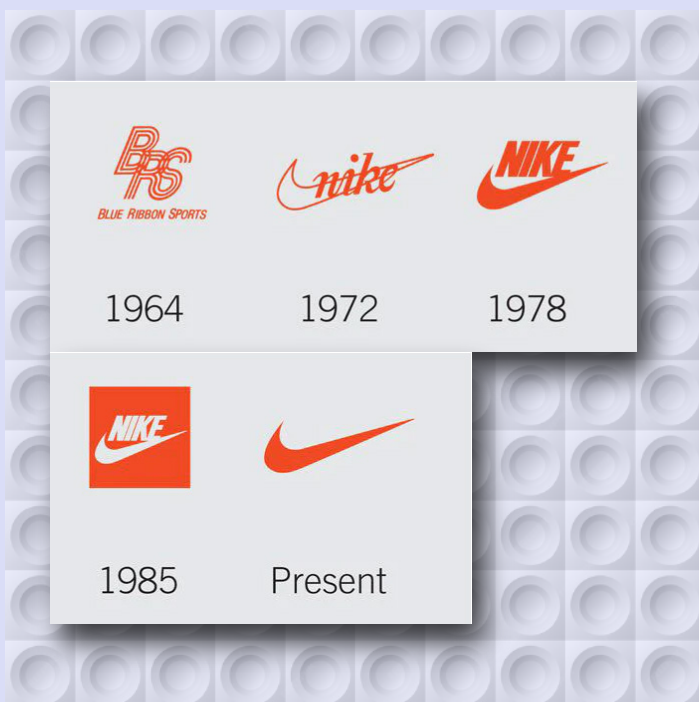 BRS
BLUE RIBBON SPORTS
nike
NIKE
1964 1972 1978
NIKE
1985 Present